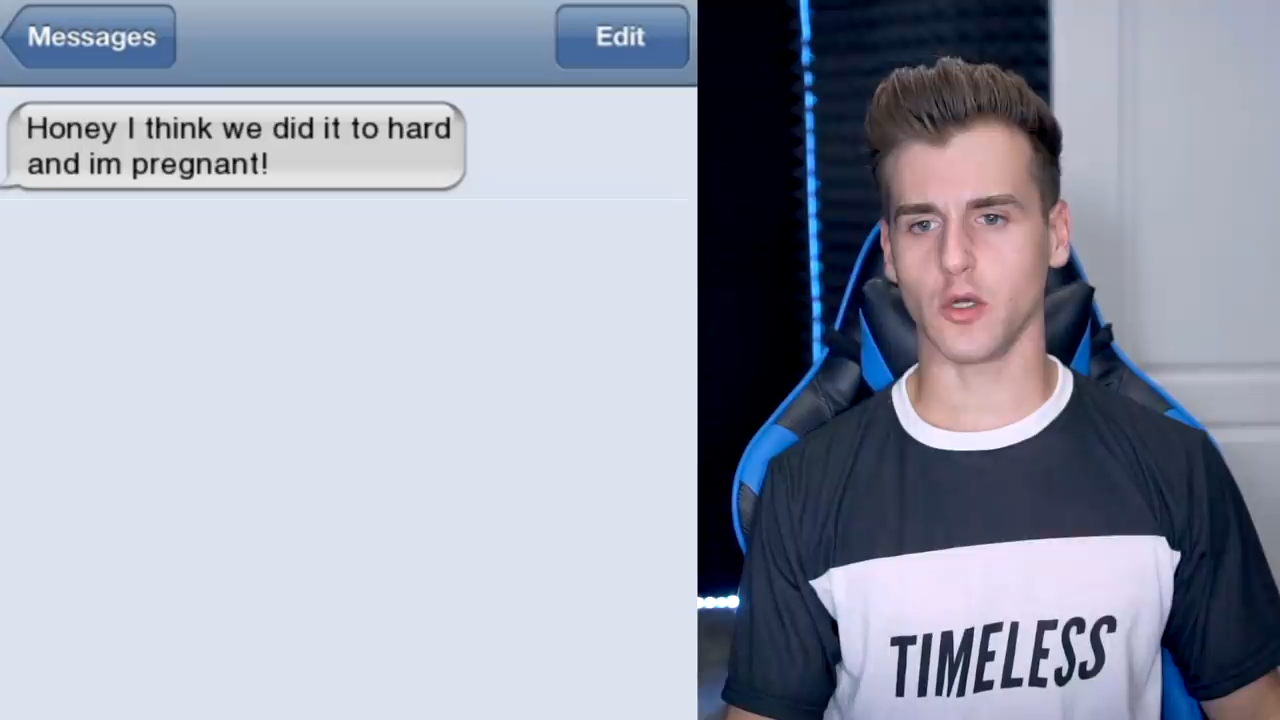 Messages
Edit
Honey I think we did it to hard
and im pregnant!
TIMELESS